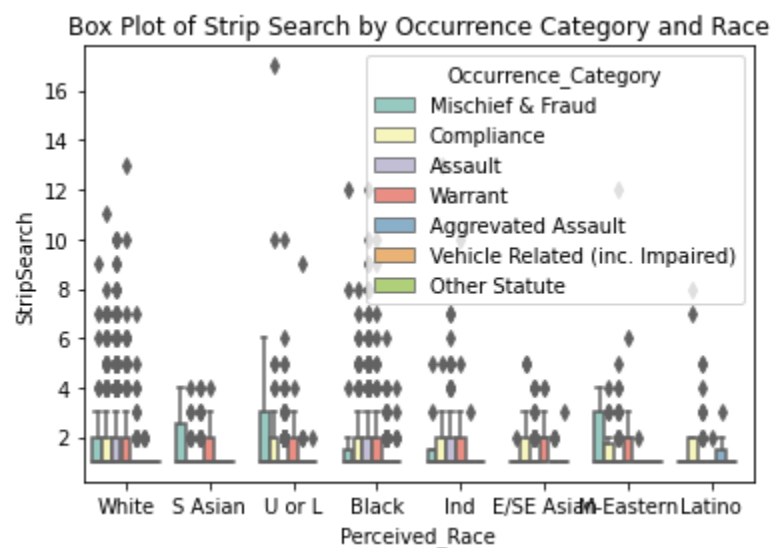 Box Plot of Strip Search by Occurrence Category and Race
Occurrence_Category
Mischief & Fraud
Compliance
Assault
Warrant
Aggrevated Assault
Vehicle Related (inc. Impaired)
Other Statute
StripSearch
16
14
12
10
8
6
4
2
White S Asian U or L Black Ind E/SE Asian M-Eastern Latino
Perceived_Race